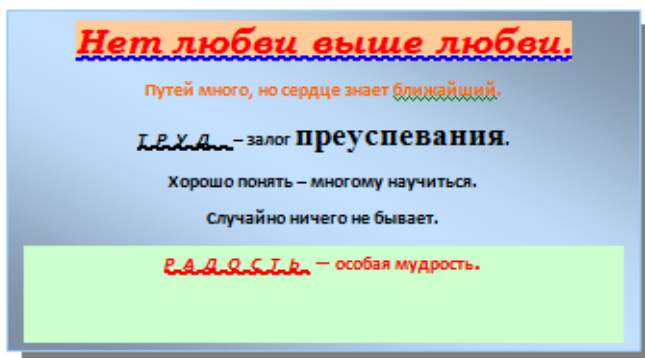 Нет любви выше любви.
Путей много, но сердце знает ближайший.
Т Р У Д – залог преуспевания.
Хорошо понять – многому научиться.
Случайно ничего не бывает.
Р А Д О С Т Ь — особая мудрость.